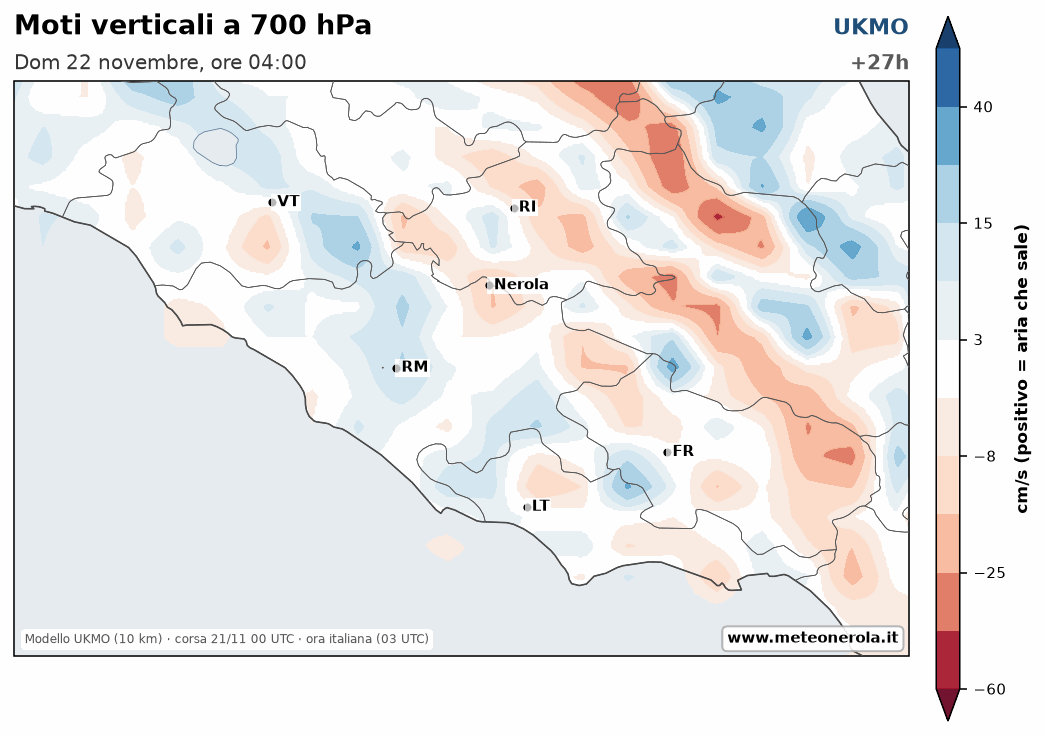 Moti verticali a 700 hPa
UKMO
Dom 22 novembre, ore 04:00
+27h
VT
RI
Nerola
RM
FR
LT
40
15
3
−8
−25
−60
cm/s (positivo = aria che sale)
Modello UKMO (10 km) · corsa 21/11 00 UTC · ora italiana (03 UTC)
www.meteonerola.it